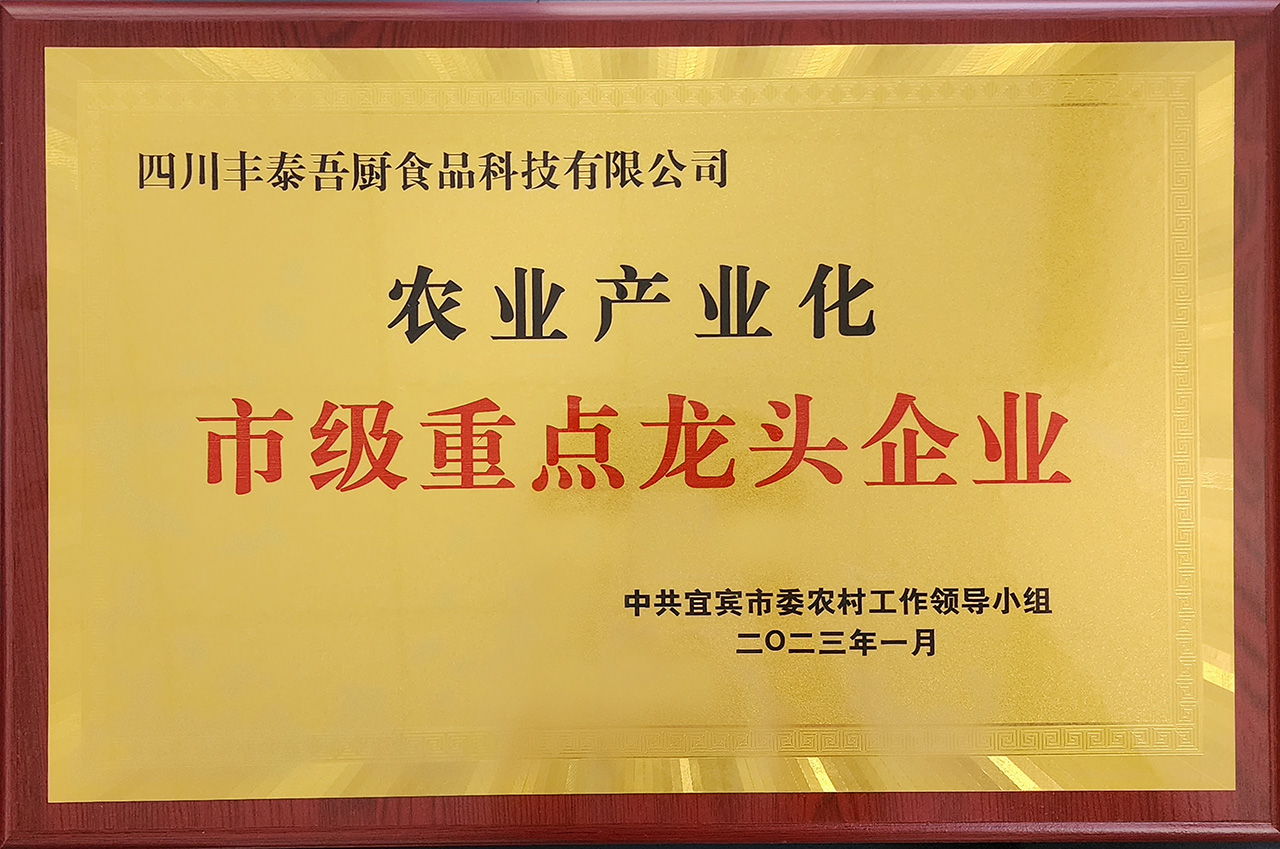 四川丰泰吾厨食品科技有限公司
农业产业化
市级重点龙头企业
中共宜宾市委农村工作领导小组
二〇二三年一月